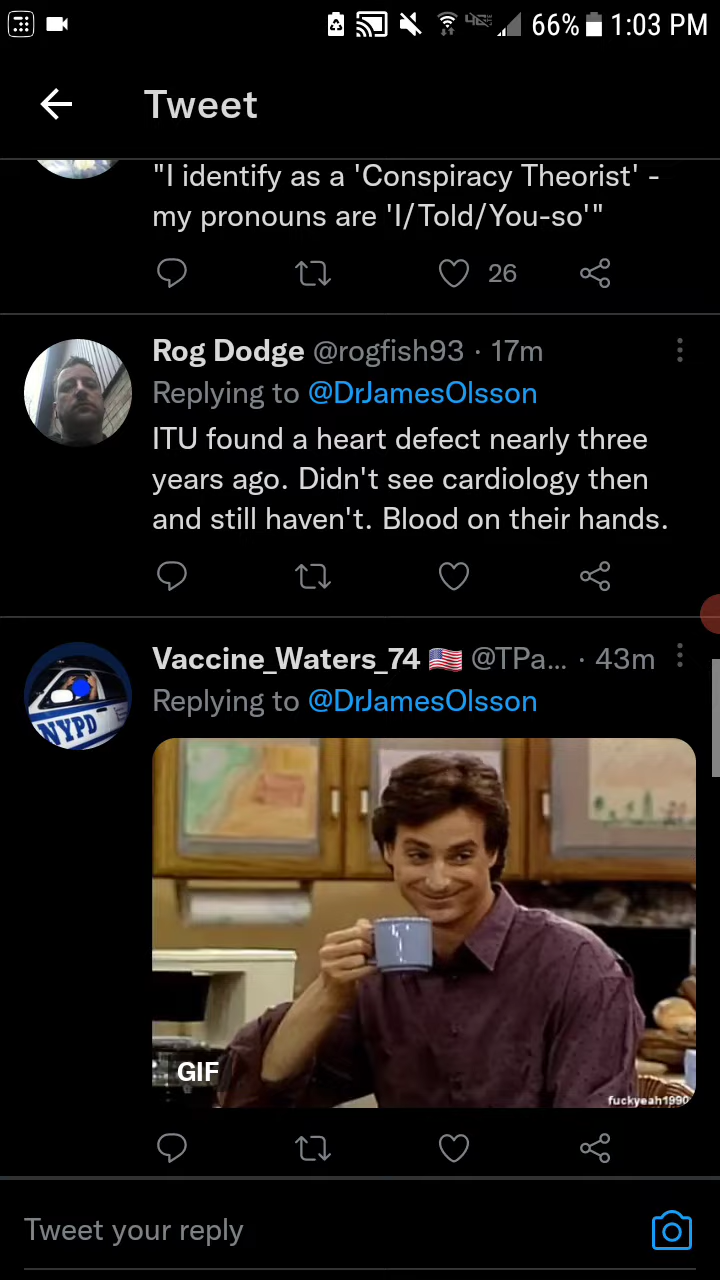 66% 1:03 PM
Tweet
"I identify as a 'Conspiracy Theorist' -
my pronouns are 'I/Told/You-so'"
26
Rog Dodge @rogfish93 · 17m
Replying to @DrJamesOlsson
ITU found a heart defect nearly three
years ago. Didn't see cardiology then
and still haven't. Blood on their hands.
Vaccine_Waters_74 🇺🇸 @TPa... · 43m
Replying to @DrJamesOlsson
NYPD
GIF
fuckyeah1990
Tweet your reply